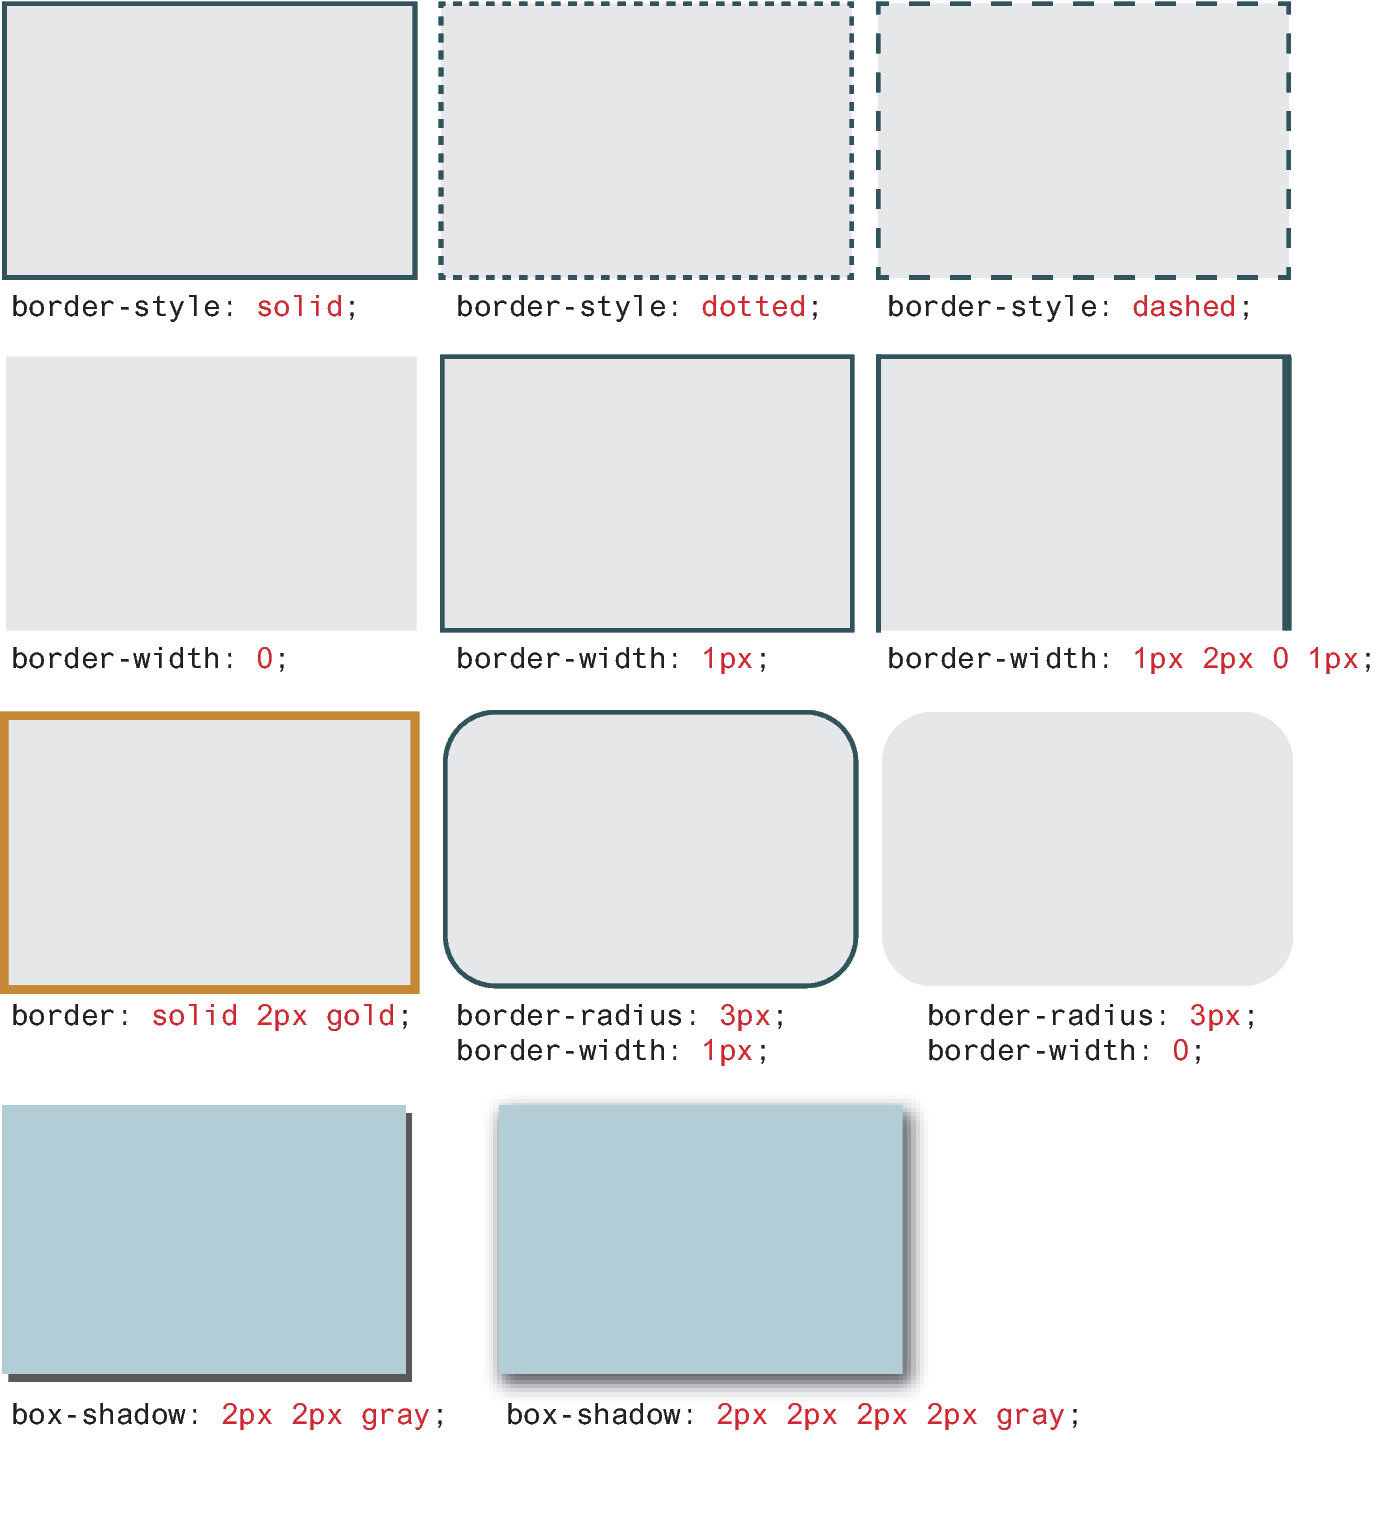 border-style: solid;
border-style: dotted;
border-style: dashed;
border-width: 0;
border-width: 1px;
border-width: 1px 2px 0 1px;
border: solid 2px gold;
border-radius: 3px;
border-width: 1px;
border-radius: 3px;
border-width: 0;
box-shadow: 2px 2px gray;
box-shadow: 2px 2px 2px 2px gray;